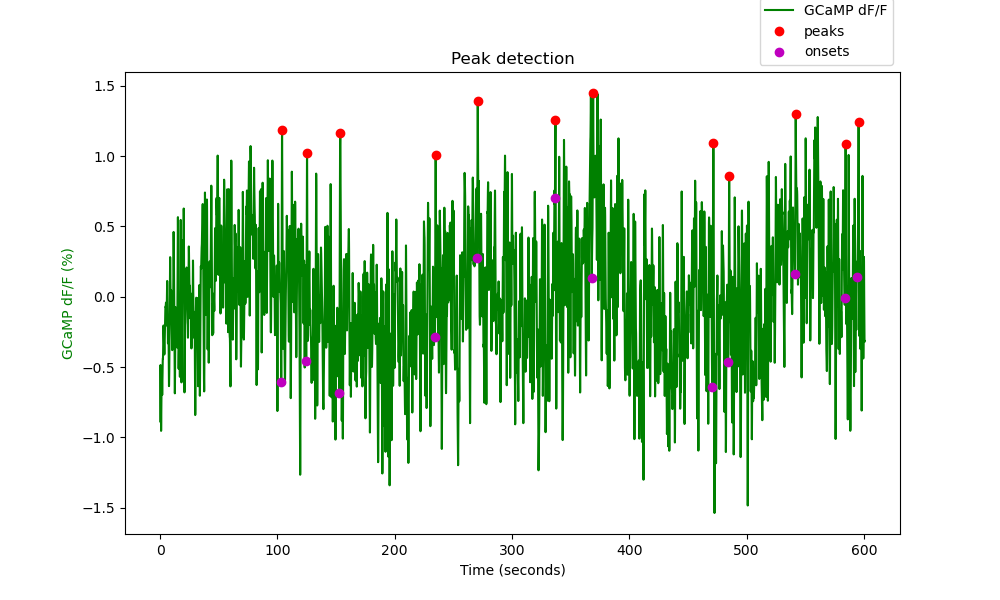 GCaMP dF/F
peaks
onsets
Peak detection
GCaMP dF/F (%)
1.5
1.0
0.5
0.0
−0.5
−1.0
−1.5
0 100 200 300 400 500 600
Time (seconds)